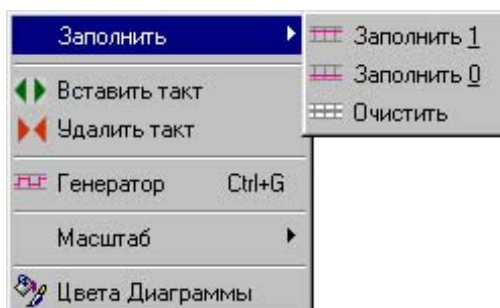 Заполнить
Вставить такт
Удалить такт
Генератор Ctrl+G
Масштаб
Цвета Диаграммы
Заполнить 1
Заполнить 0
Очистить